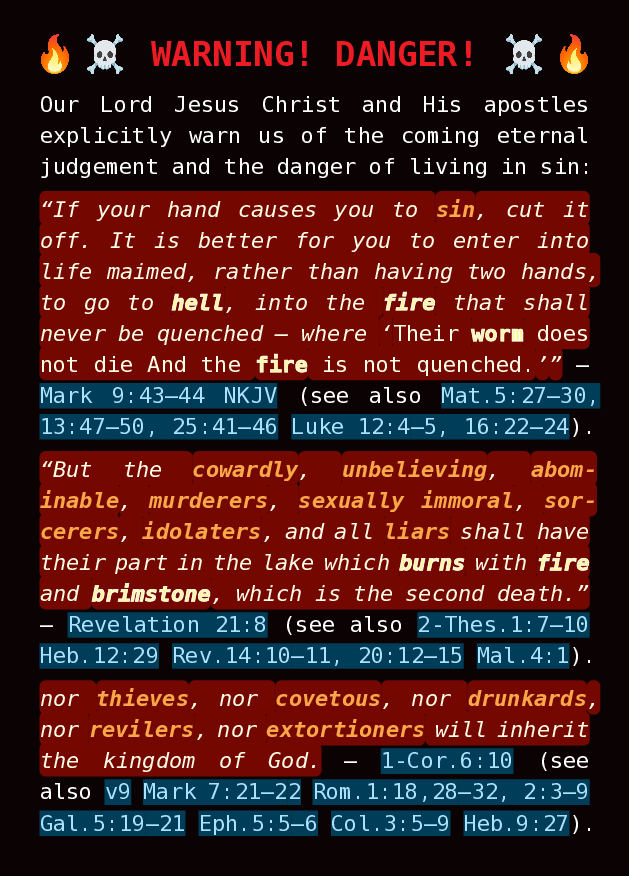 🔥☠️ WARNING! DANGER! ☠️🔥
Our Lord Jesus Christ and His apostles
explicitly warn us of the coming eternal
judgement and the danger of living in sin:
“If your hand causes you to sin, cut it
off. It is better for you to enter into
life maimed, rather than having two hands,
to go to hell, into the fire that shall
never be quenched — where ‘Their worm does
not die And the fire is not quenched.’” —
Mark 9:43–44 NKJV (see also Mat.5:27–30,
13:47–50, 25:41–46 Luke 12:4–5, 16:22–24).
“But the cowardly, unbelieving, abom-
inable, murderers, sexually immoral, sor-
cerers, idolaters, and all liars shall have
their part in the lake which burns with fire
and brimstone, which is the second death.”
— Revelation 21:8 (see also 2-Thes.1:7–10
Heb.12:29 Rev.14:10–11, 20:12–15 Mal.4:1).
nor thieves, nor covetous, nor drunkards,
nor revilers, nor extortioners will inherit
the kingdom of God. — 1-Cor.6:10 (see
also v9 Mark 7:21–22 Rom.1:18,28–32, 2:3–9
Gal.5:19–21 Eph.5:5–6 Col.3:5–9 Heb.9:27).